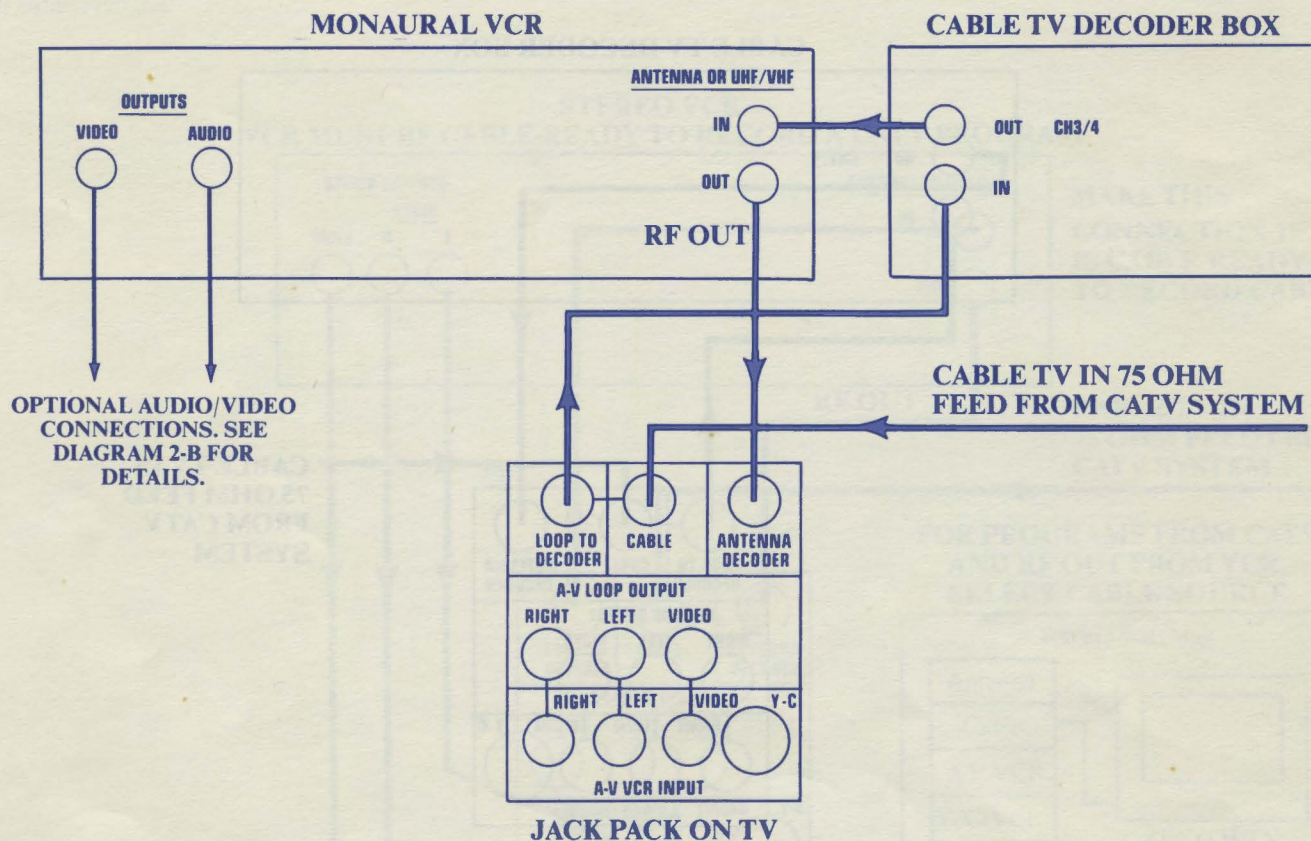 MONAURAL VCR
CABLE TV DECODER BOX
ANTENNA OR UHF/VHF
OUTPUTS
VIDEO
AUDIO
IN
OUT
RF OUT
OUT CH3/4
IN
OPTIONAL AUDIO/VIDEO
CONNECTIONS. SEE
DIAGRAM 2-B FOR
DETAILS.
CABLE TV IN 75 OHM
FEED FROM CATV SYSTEM
LOOP TO
DECODER
CABLE
ANTENNA
DECODER
A-V LOOP OUTPUT
RIGHT LEFT VIDEO
RIGHT LEFT VIDEO Y-C
A-V VCR INPUT
JACK PACK ON TV